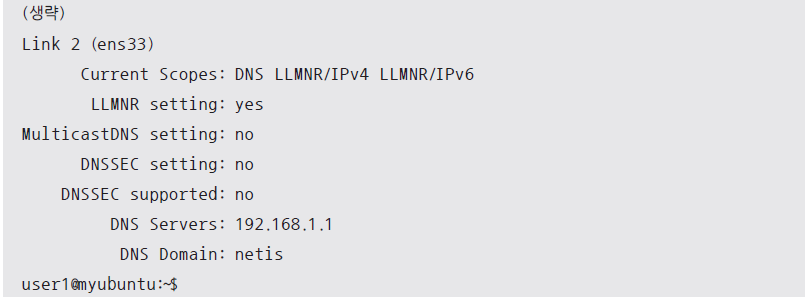 (생략)
Link 2 (ens33)
Current Scopes: DNS LLMNR/IPv4 LLMNR/IPv6
LLMNR setting: yes
MulticastDNS setting: no
DNSSEC setting: no
DNSSEC supported: no
DNS Servers: 192.168.1.1
DNS Domain: netis
user1@myubuntu:~$